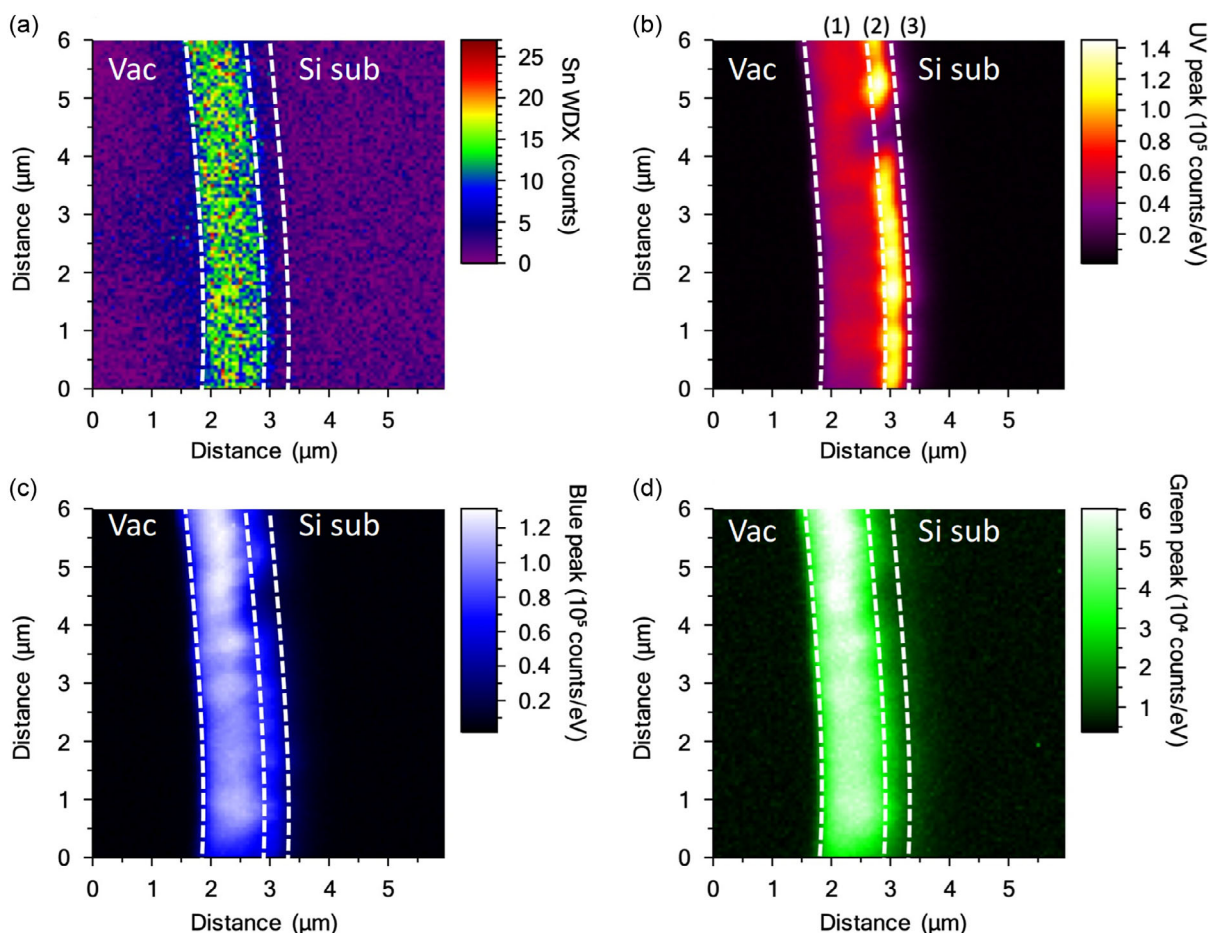 (a)
Vac
Si sub
6
5
4
3
2
1
0
Distance (µm)
0 1 2 3 4 5
Distance (µm)
25
20
15
10
5
0
Sn WDX (counts)
(b)
(1) (2) (3)
Vac
Si sub
6
5
4
3
2
1
0
Distance (µm)
0 1 2 3 4 5
Distance (µm)
1.4
1.2
1.0
0.8
0.6
0.4
0.2
UV peak (10⁵ counts/eV)
(c)
Vac
Si sub
6
5
4
3
2
1
0
Distance (µm)
0 1 2 3 4 5
Distance (µm)
1.2
1.0
0.8
0.6
0.4
0.2
Blue peak (10⁵ counts/eV)
(d)
Vac
Si sub
6
5
4
3
2
1
0
Distance (µm)
0 1 2 3 4 5
Distance (µm)
6
5
4
3
2
1
Green peak (10⁴ counts/eV)